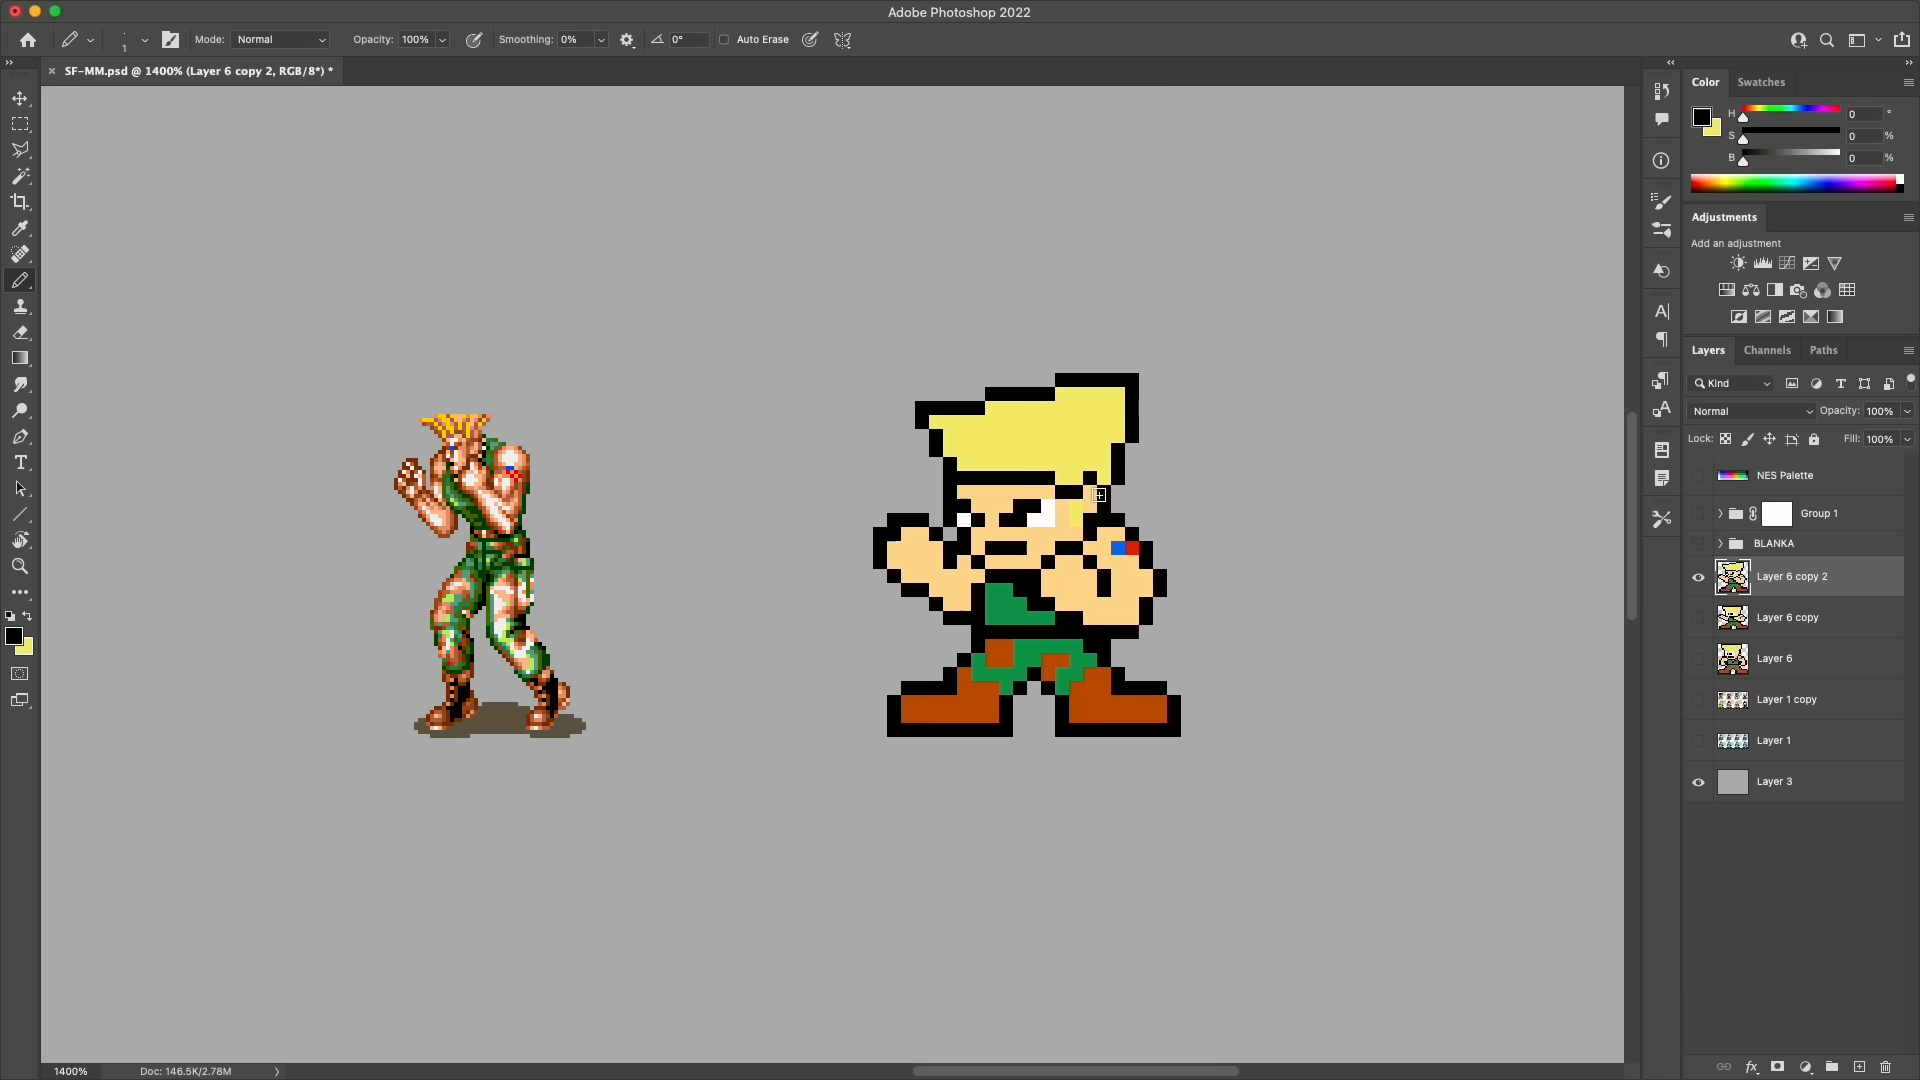 Adobe Photoshop 2022
1
Mode: Normal
Opacity: 100%
Smoothing: 0%
0°
Auto Erase
SF-MM.psd @ 1400% (Layer 6 copy 2, RGB/8*) *
Color
Swatches
H
0
°
S
0
%
B
0
%
Adjustments
Add an adjustment
Layers
Channels
Paths
Kind
Normal
Opacity: 100%
Lock:
Fill: 100%
NES Palette
Group 1
BLANKA
Layer 6 copy 2
Layer 6 copy
Layer 6
Layer 1 copy
Layer 1
Layer 3
fx
1400%
Doc: 146.5K/2.78M